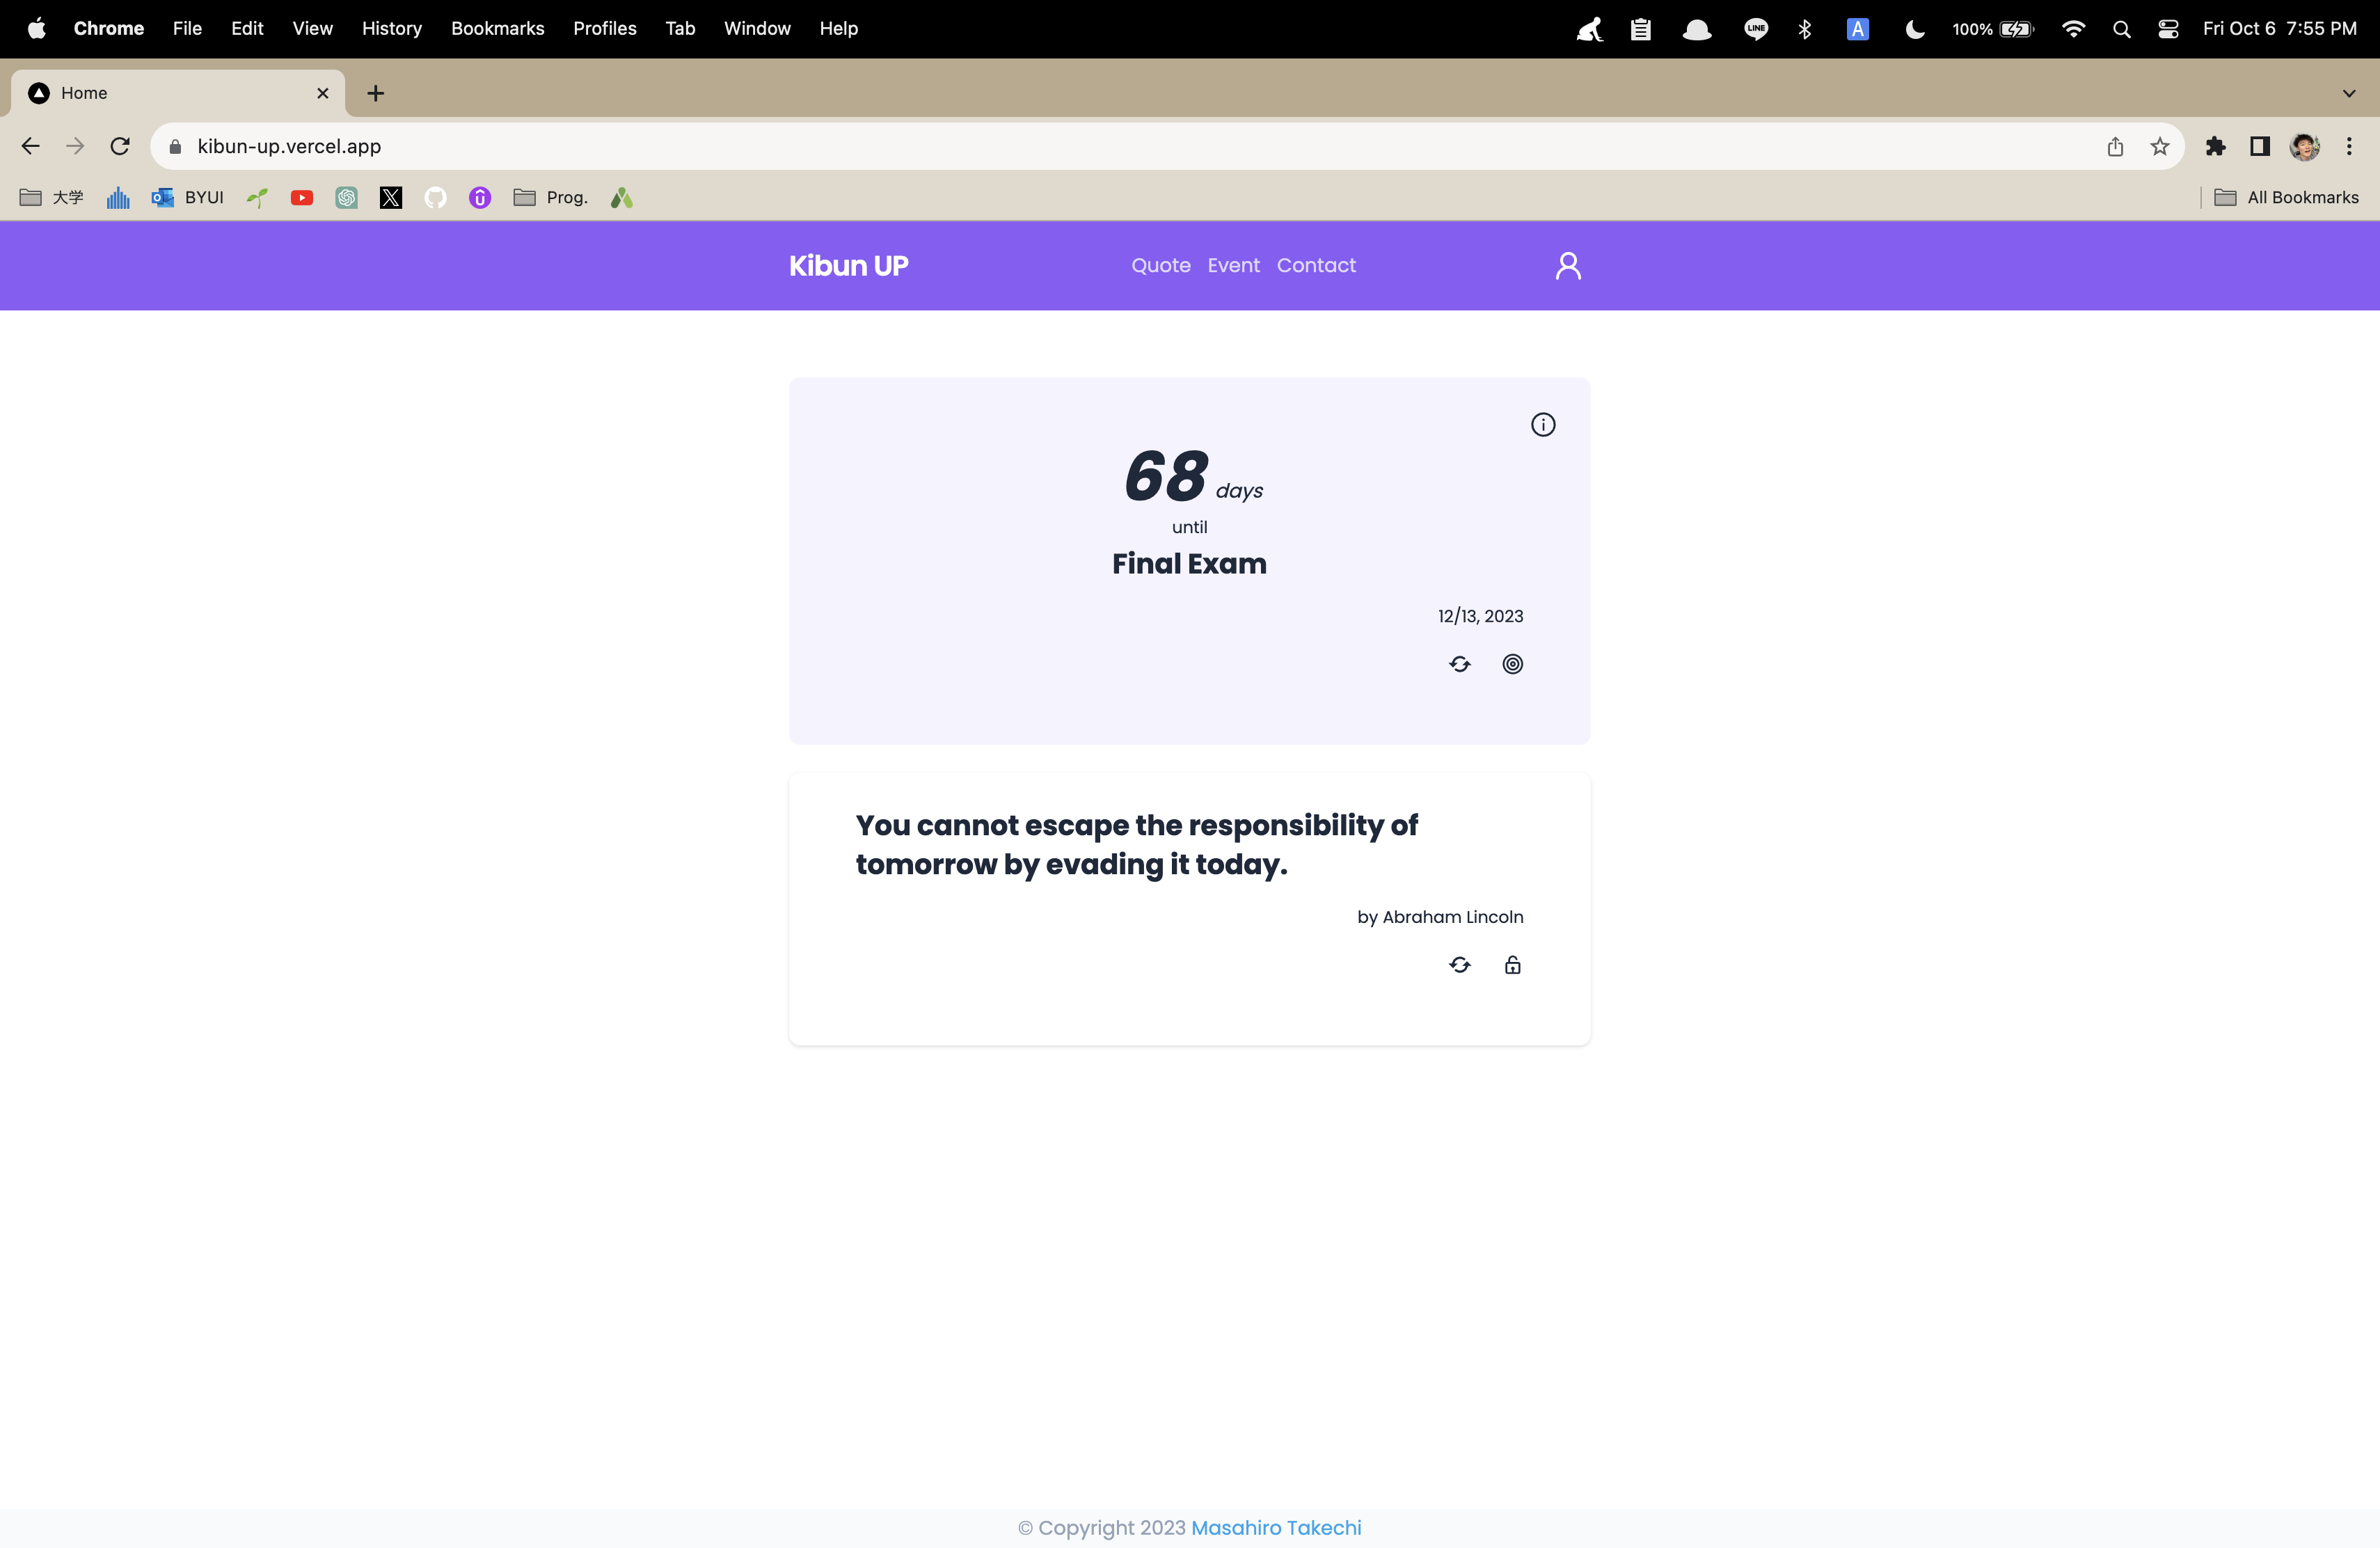 Chrome File Edit View History Bookmarks Profiles Tab Window Help LINE A 100% Fri Oct 6 7:55 PM
Home
kibun-up.vercel.app
大学 BYUI Prog. All Bookmarks
Kibun UP Quote Event Contact
68 days
until
Final Exam
12/13, 2023
You cannot escape the responsibility of
tomorrow by evading it today.
by Abraham Lincoln
© Copyright 2023 Masahiro Takechi